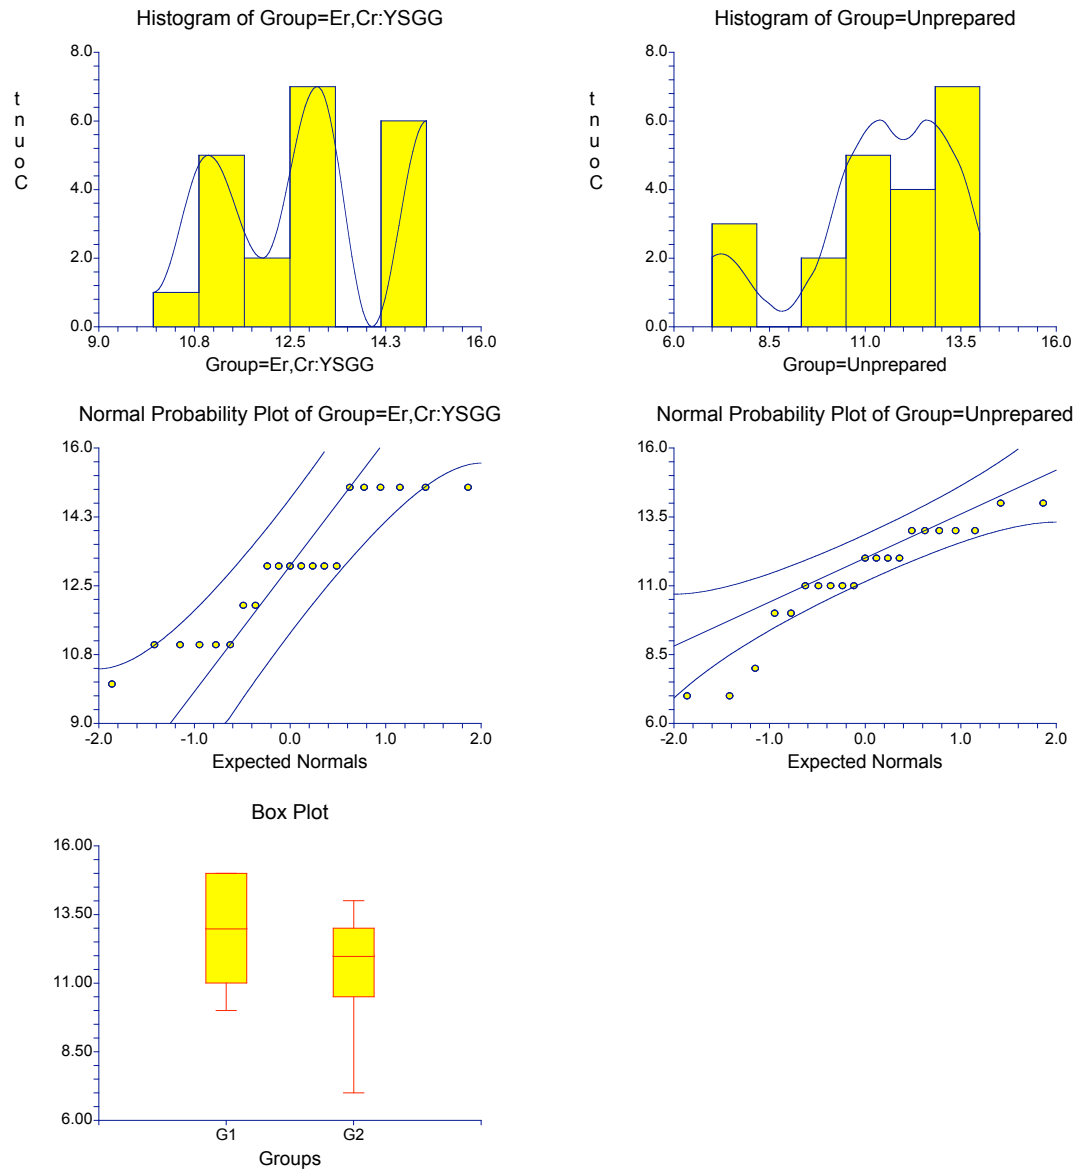 Histogram of Group=Er,Cr:YSGG
8.0
6.0
4.0
2.0
0.0
t
n
u
o
C
9.0 10.8 12.5 14.3 16.0
Group=Er,Cr:YSGG
Histogram of Group=Unprepared
8.0
6.0
4.0
2.0
0.0
t
n
u
o
C
6.0 8.5 11.0 13.5 16.0
Group=Unprepared
Normal Probability Plot of Group=Er,Cr:YSGG
16.0
14.3
12.5
10.8
9.0
-2.0 -1.0 0.0 1.0 2.0
Expected Normals
Normal Probability Plot of Group=Unprepared
16.0
13.5
11.0
8.5
6.0
-2.0 -1.0 0.0 1.0 2.0
Expected Normals
Box Plot
16.00
13.50
11.00
8.50
6.00
G1 G2
Groups